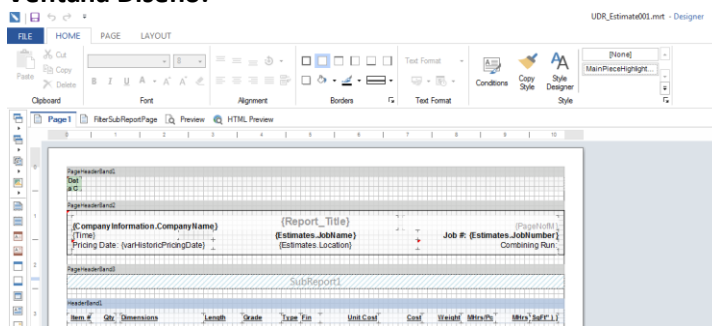 Ventana Diseño:
UDR_Estimate001.mrt - Designer
FILE HOME PAGE LAYOUT
Paste
Cut
Copy
Delete
Clipboard
B I U A A A
Font
Alignment
Borders
Text Format
Text Format
Conditions
Copy Style
Style Designer
[None]
MainPieceHighlight...
Style
Page1 FilterSubReportPage Preview HTML Preview
PageHeaderBand1
Dat
a C
PageHeaderBand2
{CompanyInformation.CompanyName} {Report_Title} {PageNofM}
{Time} {Estimates.JobName} Job #: {Estimates.JobNumber}
Pricing Date: {varHistoricPricingDate} {Estimates.Location} Combining Run:
PageHeaderBand3
SubReport1
HeaderBand1
Item # Qty Dimensions Length Grade Type Fin Unit Cost Cost Weight Mtrs/Pc Mtrs